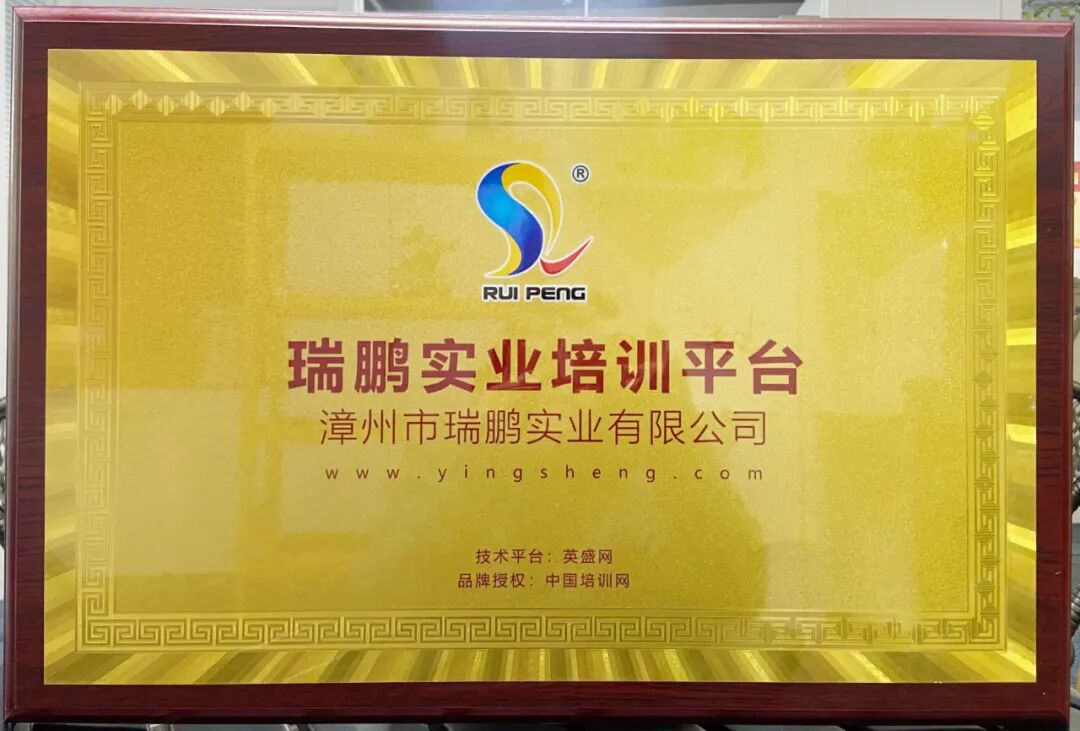 ®
RUI PENG
瑞鹏实业培训平台
漳州市瑞鹏实业有限公司
www.yingsheng.com
技术平台：英盛网
品牌授权：中国培训网